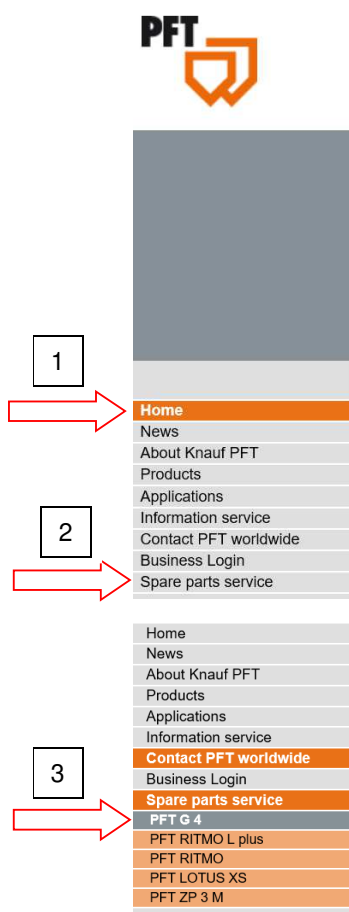 PFT
1
Home
News
About Knauf PFT
Products
Applications
Information service
2
Contact PFT worldwide
Business Login
Spare parts service
Home
News
About Knauf PFT
Products
Applications
Information service
Contact PFT worldwide
3
Business Login
Spare parts service
PFT G 4
PFT RITMO L plus
PFT RITMO
PFT LOTUS XS
PFT ZP 3 M